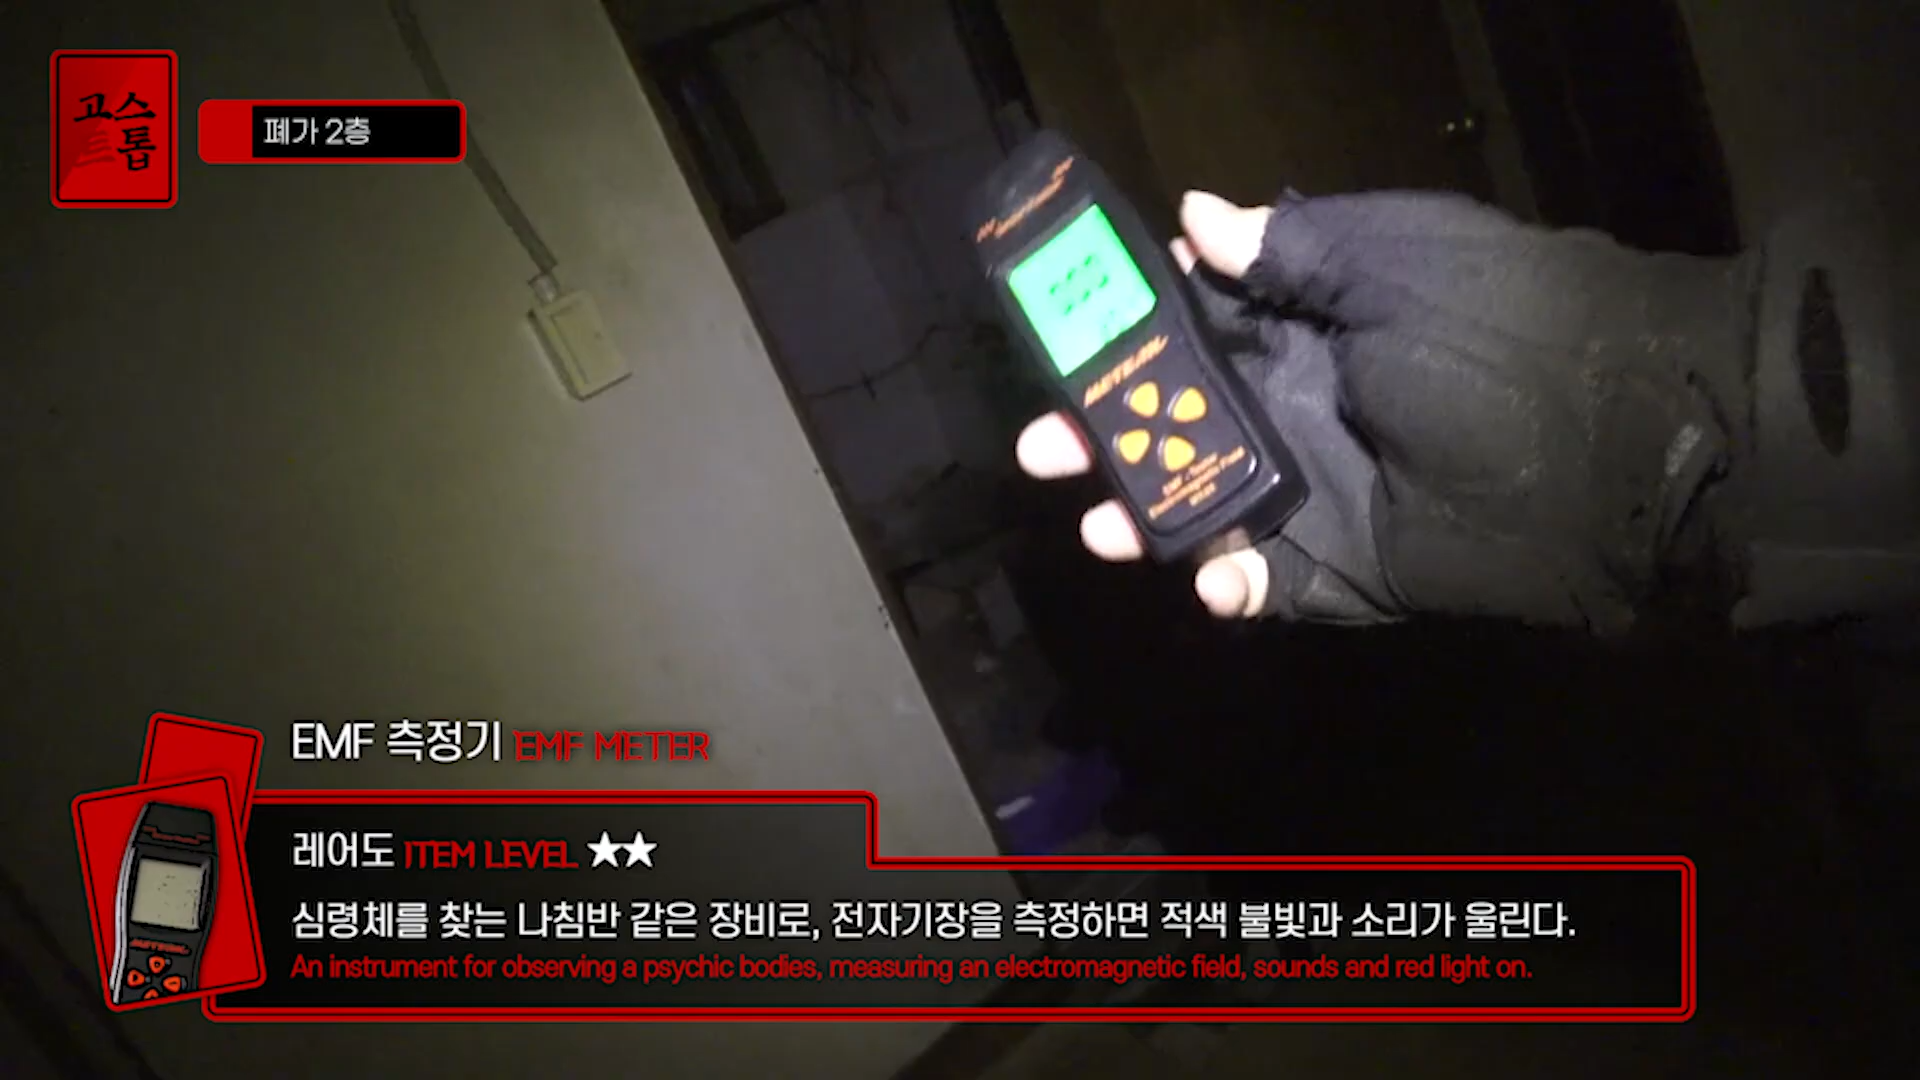 고스
톱
폐가 2층
METERK
EMF 측정기 EMF METER
레어도 ITEM LEVEL ★★
심령체를 찾는 나침반 같은 장비로, 전자기장을 측정하면 적색 불빛과 소리가 울린다.
An instrument for observing a psychic bodies, measuring an electromagnetic field, sounds and red light on.